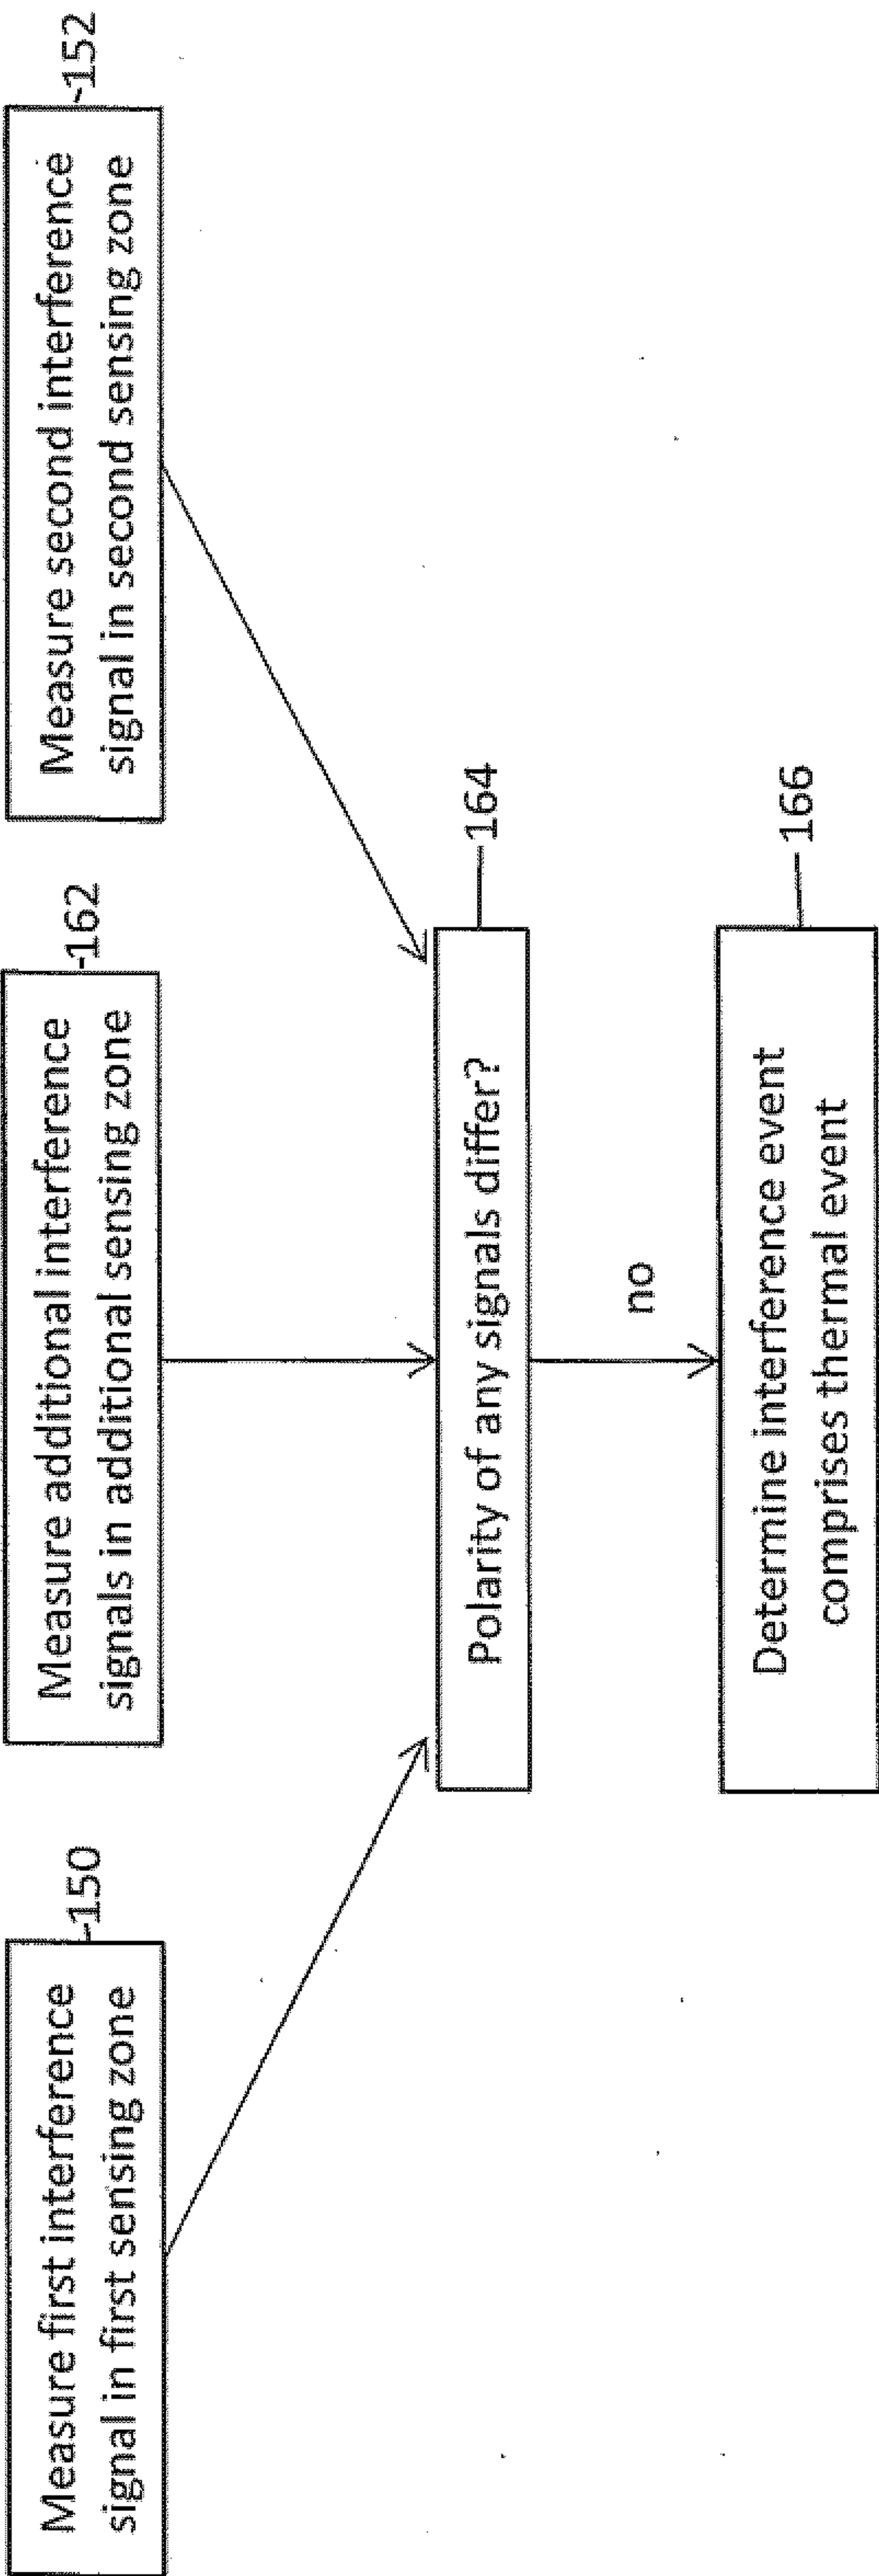 Measure first interference
signal in first sensing zone
150
Measure additional interference
signals in additional sensing zone
162
Measure second interference
signal in second sensing zone
152
Polarity of any signals differ?
164
no
Determine interference event
comprises thermal event
166